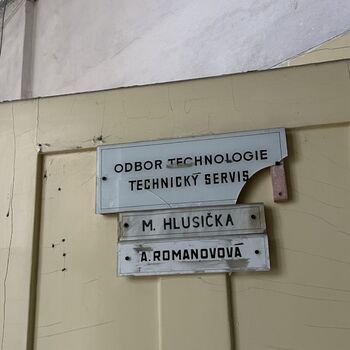 ODBOR TECHNOLOGIE
TECHNICKÝ SERVIS
M. HLUSIČKA
A. ROMANOVOVÁ